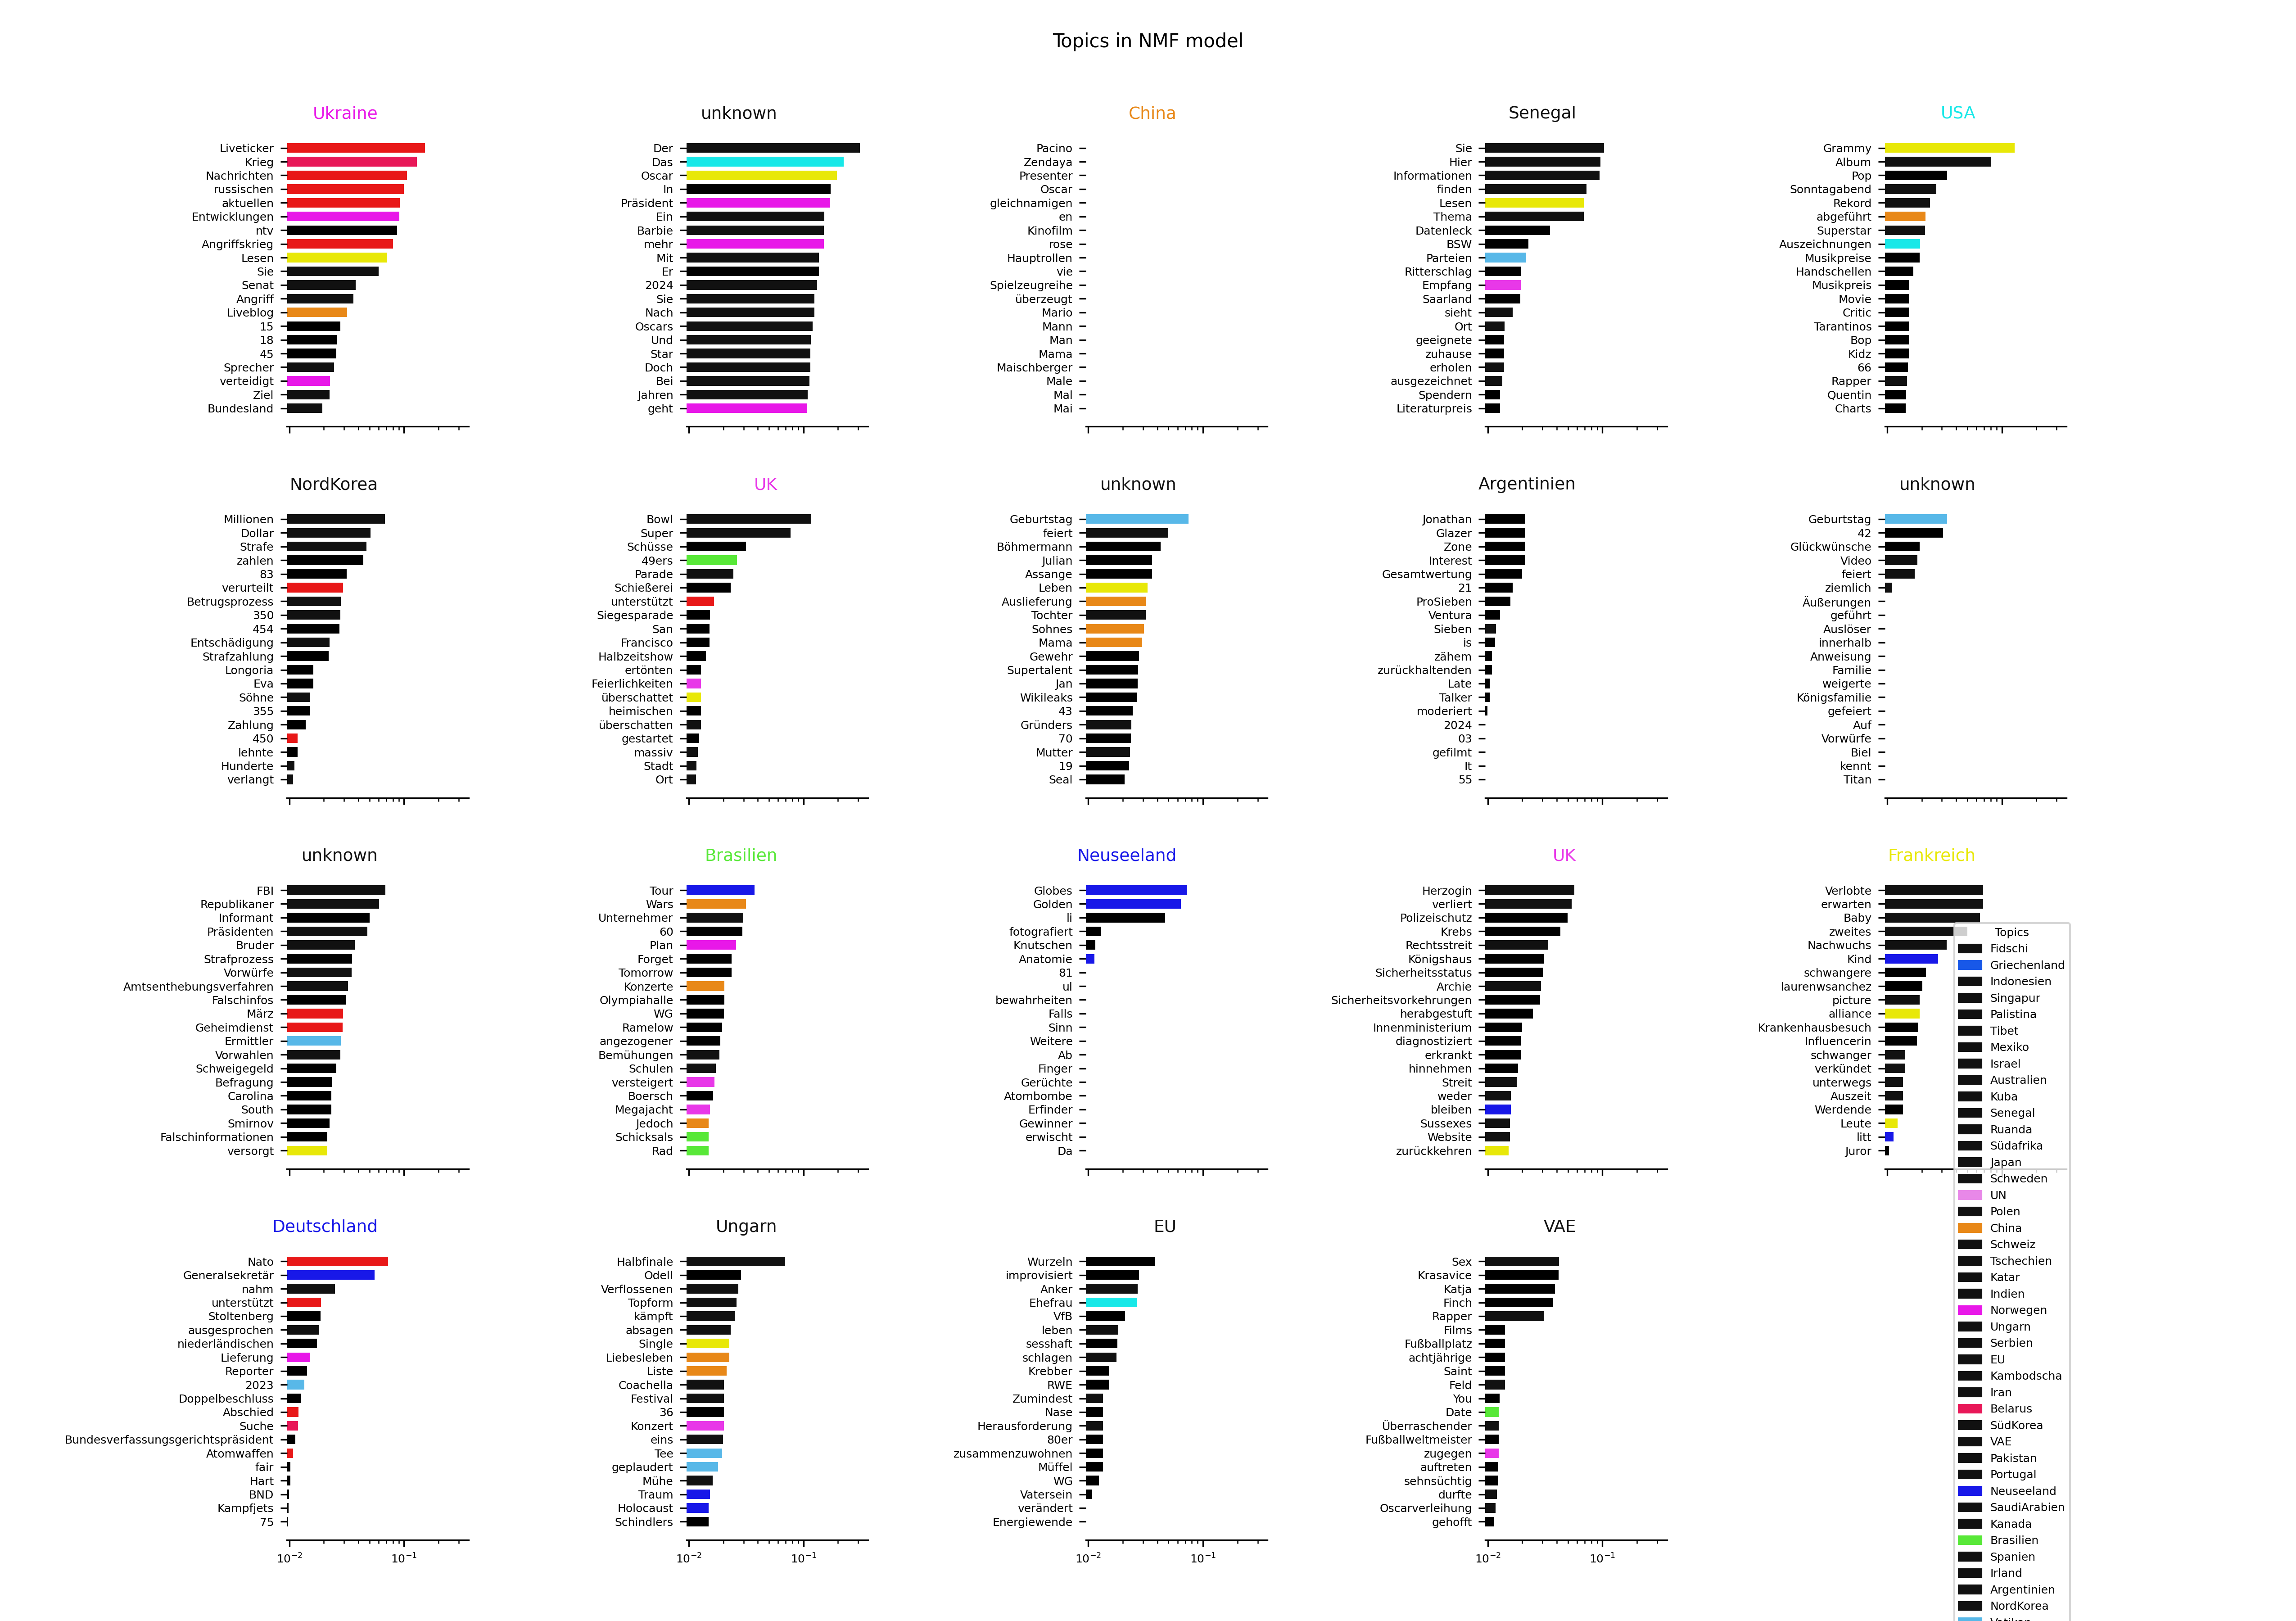 Topics in NMF model
Ukraine
Liveticker
Krieg
Nachrichten
russischen
aktuellen
Entwicklungen
ntv
Angriffskrieg
Lesen
Sie
Senat
Angriff
Liveblog
15
18
45
Sprecher
verteidigt
Ziel
Bundesland
unknown
Der
Das
Oscar
In
Präsident
Ein
Barbie
mehr
Mit
Er
2024
Sie
Nach
Oscars
Und
Star
Doch
Bei
Jahren
geht
China
Pacino
Zendaya
Presenter
Oscar
gleichnamigen
en
Kinofilm
rose
Hauptrollen
vie
Spielzeugreihe
überzeugt
Mario
Mann
Man
Mama
Maischberger
Male
Mal
Mai
Senegal
Sie
Hier
Informationen
finden
Lesen
Thema
Datenleck
BSW
Parteien
Ritterschlag
Empfang
Saarland
sieht
Ort
geeignete
zuhause
erholen
ausgezeichnet
Spendern
Literaturpreis
USA
Grammy
Album
Pop
Sonntagabend
Rekord
abgeführt
Superstar
Auszeichnungen
Musikpreise
Handschellen
Musikpreis
Movie
Critic
Tarantinos
Bop
Kidz
66
Rapper
Quentin
Charts
NordKorea
Millionen
Dollar
Strafe
zahlen
83
verurteilt
Betrugsprozess
350
454
Entschädigung
Strafzahlung
Longoria
Eva
Söhne
355
Zahlung
450
lehnte
Hunderte
verlangt
UK
Bowl
Super
Schüsse
49ers
Parade
Schießerei
unterstützt
Siegesparade
San
Francisco
Halbzeitshow
ertönten
Feierlichkeiten
überschattet
heimischen
überschatten
gestartet
massiv
Stadt
Ort
unknown
Geburtstag
feiert
Böhmermann
Julian
Assange
Leben
Auslieferung
Tochter
Sohnes
Mama
Gewehr
Supertalent
Jan
Wikileaks
43
Gründers
70
Mutter
19
Seal
Argentinien
Jonathan
Glazer
Zone
Interest
Gesamtwertung
21
ProSieben
Ventura
Sieben
is
zähem
zurückhaltenden
Late
Talker
moderiert
2024
03
gefilmt
It
55
unknown
Geburtstag
42
Glückwünsche
Video
feiert
ziemlich
Äußerungen
geführt
Auslöser
innerhalb
Anweisung
Familie
weigerte
Königsfamilie
gefeiert
Auf
Vorwürfe
Biel
kennt
Titan
unknown
FBI
Republikaner
Informant
Präsidenten
Bruder
Strafprozess
Vorwürfe
Amtsenthebungsverfahren
Falschinfos
März
Geheimdienst
Ermittler
Vorwahlen
Schweigegeld
Befragung
Carolina
South
Smirnov
Falschinformationen
versorgt
Brasilien
Tour
Wars
Unternehmer
60
Plan
Forget
Tomorrow
Konzerte
Olympiahalle
WG
Ramelow
angezogener
Bemühungen
Schulen
versteigert
Boersch
Megajacht
Jedoch
Schicksals
Rad
Neuseeland
Globes
Golden
li
fotografiert
Knutschen
Anatomie
81
ul
bewahrheiten
Falls
Sinn
Weitere
Ab
Finger
Gerüchte
Atombombe
Erfinder
Gewinner
erwischt
Da
UK
Herzogin
verliert
Polizeischutz
Krebs
Rechtsstreit
Königshaus
Sicherheitsstatus
Archie
Sicherheitsvorkehrungen
herabgestuft
Innenministerium
diagnostiziert
erkrankt
hinnehmen
Streit
weder
bleiben
Sussexes
Website
zurückkehren
Frankreich
Verlobte
erwarten
Baby
zweites
Nachwuchs
Kind
schwangere
laurenwsanchez
picture
alliance
Krankenhausbesuch
Influencerin
schwanger
verkündet
unterwegs
Auszeit
Werdende
Leute
litt
Juror
Deutschland
Nato
Generalsekretär
nahm
unterstützt
Stoltenberg
ausgesprochen
niederländischen
Lieferung
Reporter
2023
Doppelbeschluss
Abschied
Suche
Bundesverfassungsgerichtspräsident
Atomwaffen
fair
Hart
BND
Kampfjets
75
10⁻² 10⁻¹
Ungarn
Halbfinale
Odell
Verflossenen
Topform
kämpft
absagen
Single
Liebesleben
Liste
Coachella
Festival
36
Konzert
eins
Tee
geplaudert
Mühe
Traum
Holocaust
Schindlers
10⁻² 10⁻¹
EU
Wurzeln
improvisiert
Anker
Ehefrau
VfB
leben
sesshaft
schlagen
Krebber
RWE
Zumindest
Nase
Herausforderung
80er
zusammenzuwohnen
Müffel
WG
Vatersein
verändert
Energiewende
10⁻² 10⁻¹
VAE
Sex
Krasavice
Katja
Finch
Rapper
Films
Fußballplatz
achtjährige
Saint
Feld
You
Date
Überraschender
Fußballweltmeister
zugegen
auftreten
sehnsüchtig
durfte
Oscarverleihung
gehofft
10⁻² 10⁻¹
Topics
Fidschi
Griechenland
Indonesien
Singapur
Palistina
Tibet
Mexiko
Israel
Australien
Kuba
Senegal
Ruanda
Südafrika
Japan
Schweden
UN
Polen
China
Schweiz
Tschechien
Katar
Indien
Norwegen
Ungarn
Serbien
EU
Kambodscha
Iran
Belarus
SüdKorea
VAE
Pakistan
Portugal
Neuseeland
SaudiArabien
Kanada
Brasilien
Spanien
Irland
Argentinien
NordKorea